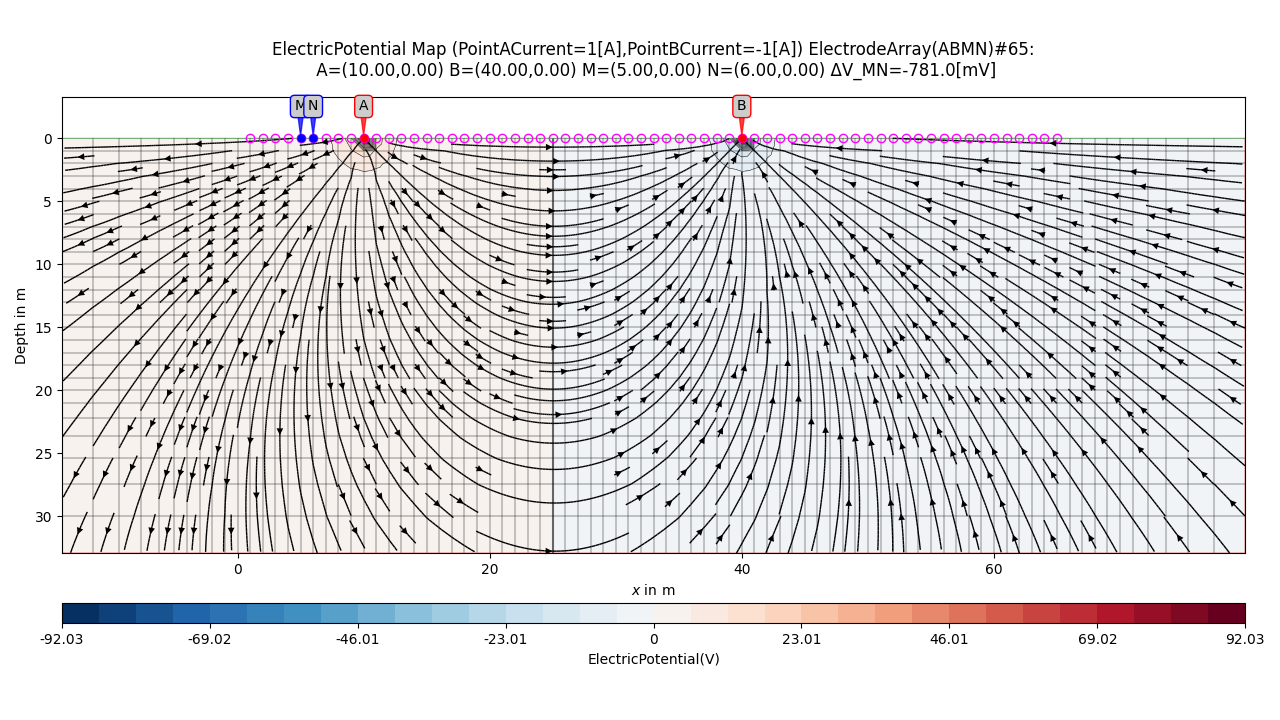 ElectricPotential Map (PointACurrent=1[A],PointBCurrent=-1[A]) ElectrodeArray(ABMN)#65:
A=(10.00,0.00) B=(40.00,0.00) M=(5.00,0.00) N=(6.00,0.00) ΔV_MN=-781.0[mV]
M N A B
0
5
10
15
20
25
30
Depth in m
0 20 40 60
x in m
-92.03 -69.02 -46.01 -23.01 0 23.01 46.01 69.02 92.03
ElectricPotential(V)